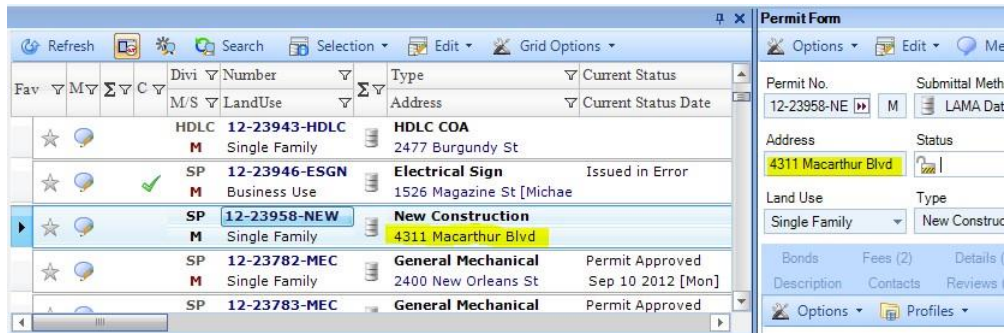 Refresh Search Selection Edit Grid Options
Fav M Σ C Divi Number Σ Type Current Status
M/S LandUse Address Current Status Date
HDLC 12-23943-HDLC HDLC COA
M Single Family 2477 Burgundy St
SP 12-23946-ESGN Electrical Sign Issued in Error
M Business Use 1526 Magazine St [Michae
SP 12-23958-NEW New Construction
M Single Family 4311 Macarthur Blvd
SP 12-23782-MEC General Mechanical Permit Approved
M Single Family 2400 New Orleans St Sep 10 2012 [Mon]
SP 12-23783-MEC General Mechanical Permit Approved
Permit Form
Options Edit Me
Permit No. Submittal Meth
12-23958-NE M LAMA Dat
Address Status
4311 Macarthur Blvd
Land Use Type
Single Family New Construc
Bonds Fees (2) Details (
Description Contacts Reviews (
Options Profiles